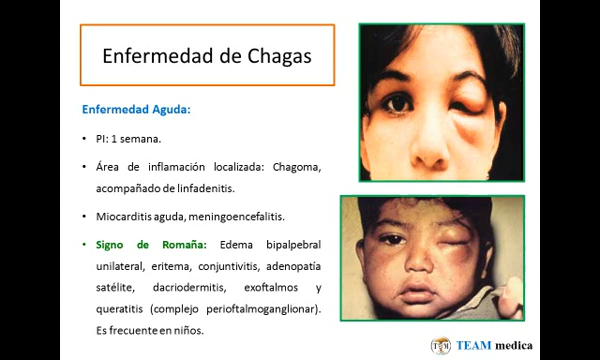 Enfermedad de Chagas
Enfermedad Aguda:
• PI: 1 semana.
• Área de inflamación localizada: Chagoma,
acompañado de linfadenitis.
• Miocarditis aguda, meningoencefalitis.
• Signo de Romaña: Edema bipalpebral
unilateral, eritema, conjuntivitis, adenopatía
satélite, dacriodermitis, exoftalmos y
queratitis (complejo perioftalmoganglionar).
Es frecuente en niños.
TEAM medica